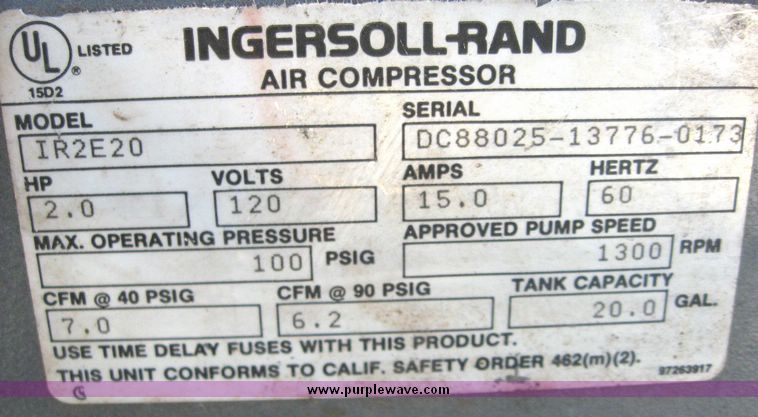 UL® LISTED
15D2
INGERSOLL-RAND
AIR COMPRESSOR
MODEL
IR2E20
SERIAL
DC88025-13776-0173
HP
2.0
VOLTS
120
AMPS
15.0
HERTZ
60
MAX. OPERATING PRESSURE
100 PSIG
APPROVED PUMP SPEED
1300 RPM
CFM @ 40 PSIG
7.0
CFM @ 90 PSIG
6.2
TANK CAPACITY
20.0 GAL.
USE TIME DELAY FUSES WITH THIS PRODUCT.
THIS UNIT CONFORMS TO CALIF. SAFETY ORDER 462(m)(2).
97263917
www.purplewave.com